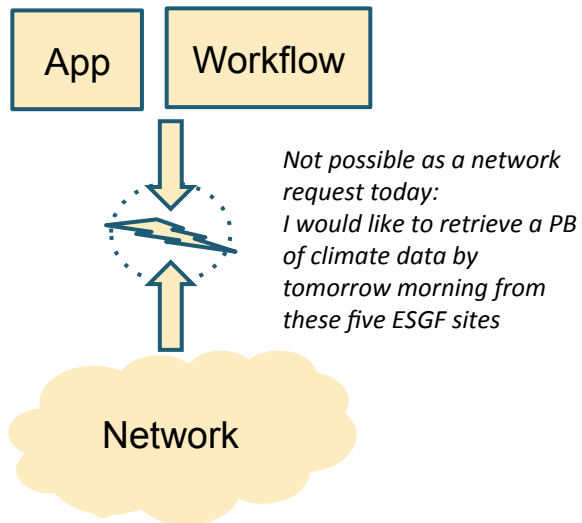 App
Workflow
Not possible as a network
request today:
I would like to retrieve a PB
of climate data by
tomorrow morning from
these five ESGF sites
Network